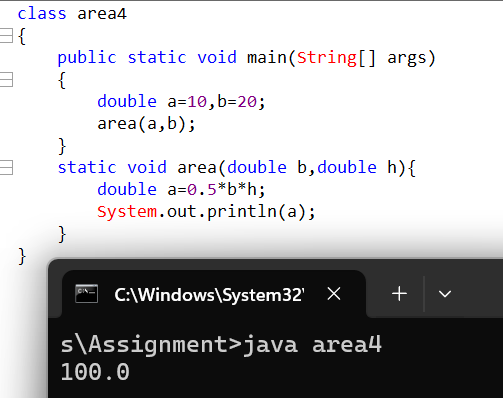 class area4
{
    public static void main(String[] args)
    {
        double a=10,b=20;
        area(a,b);
    }
    static void area(double b,double h){
        double a=0.5*b*h;
        System.out.println(a);
    }
}
C:\Windows\System32\
s\Assignment>java area4
100.0